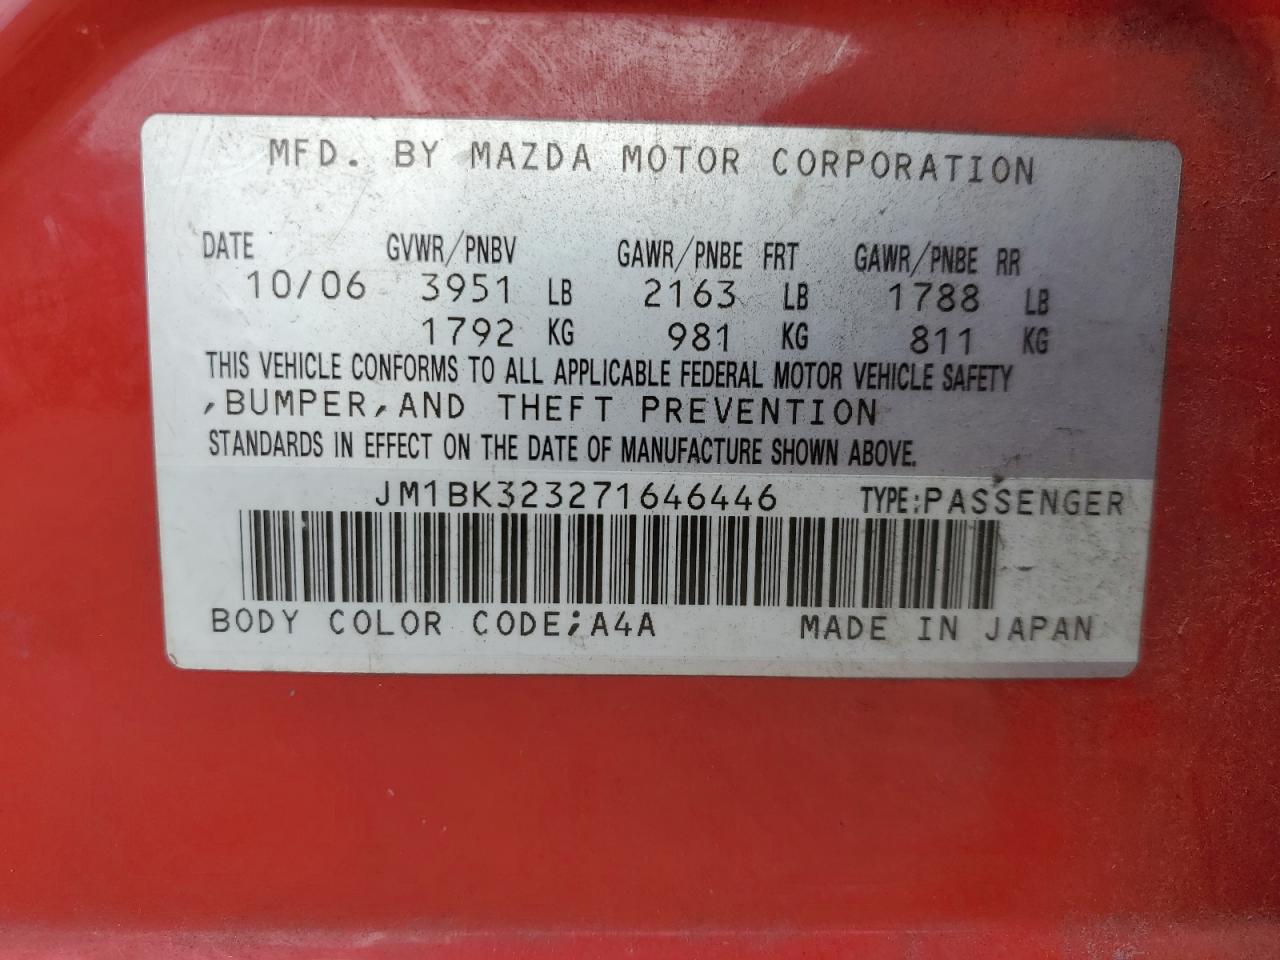 MFD. BY MAZDA MOTOR CORPORATION
DATE GVWR/PNBV GAWR/PNBE FRT GAWR/PNBE RR
10/06 3951 LB 2163 LB 1788 LB
1792 KG 981 KG 811 KG
THIS VEHICLE CONFORMS TO ALL APPLICABLE FEDERAL MOTOR VEHICLE SAFETY
,BUMPER,AND THEFT PREVENTION
STANDARDS IN EFFECT ON THE DATE OF MANUFACTURE SHOWN ABOVE.
JM1BK323271646446 TYPE:PASSENGER
BODY COLOR CODE;A4A MADE IN JAPAN